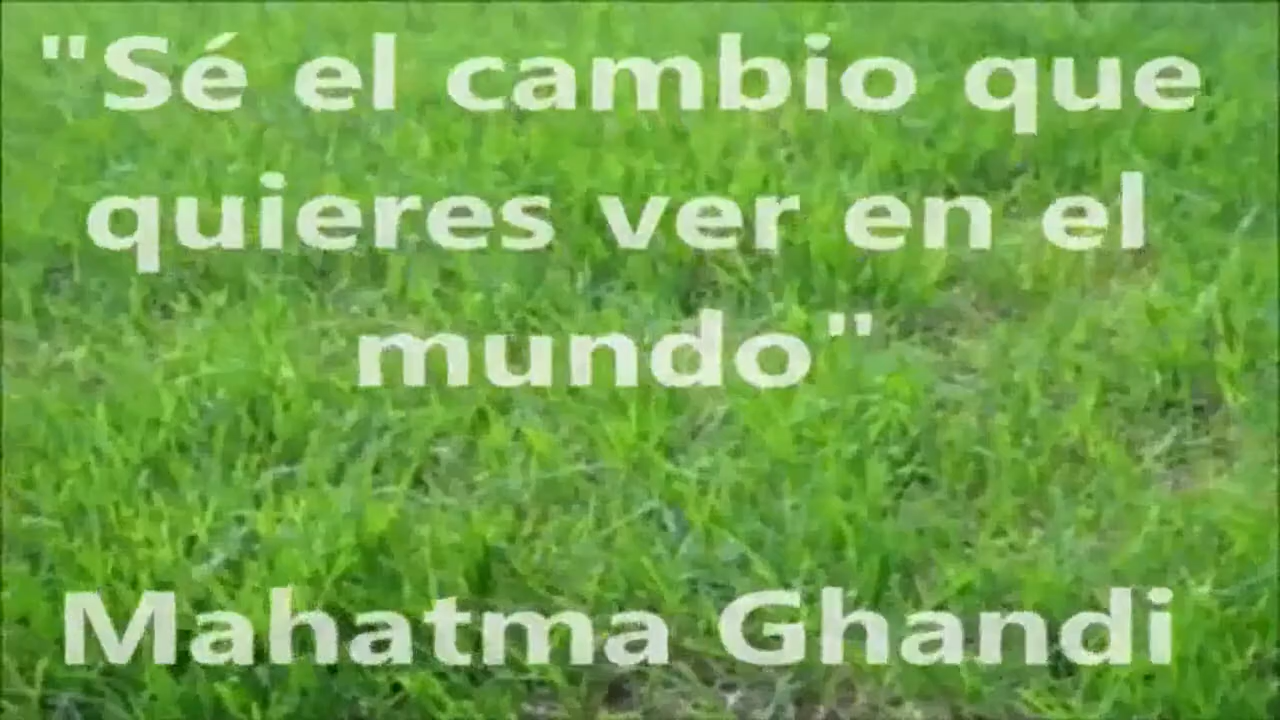 "Sé el cambio que
quieres ver en el
mundo"
Mahatma Ghandi